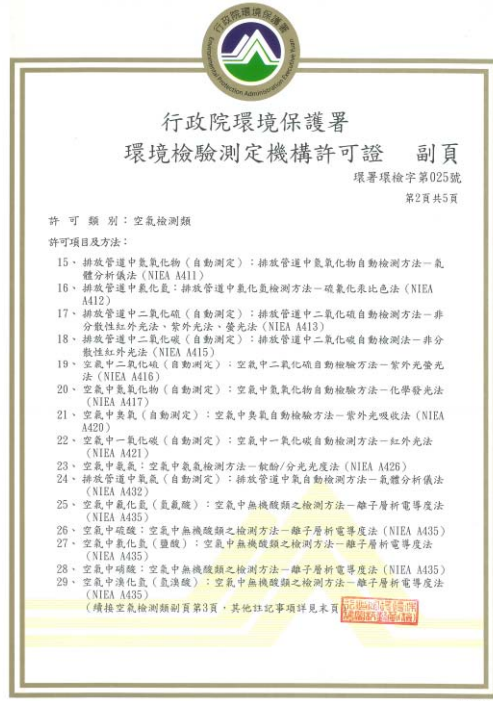 行政院環境保護署
Environmental Protection Administration Executive Yuan
行政院環境保護署
環境檢驗測定機構許可證 副頁
環署環檢字第025號
第2頁共5頁
許可類別：空氣檢測類
許可項目及方法：
15、排放管道中氮氧化物（自動測定）：排放管道中氮氧化物自動檢測方法－氣
體分析儀法（NIEA A411）
16、排放管道中氯化氫：排放管道中氯化氫檢測方法－硫氰化汞比色法（NIEA
A412）
17、排放管道中二氧化硫（自動測定）：排放管道中二氧化硫自動檢測方法－非
分散性紅外光法、紫外光法、螢光法（NIEA A413）
18、排放管道中二氧化碳（自動測定）：排放管道中二氧化碳自動檢測法－非分
散性紅外光法（NIEA A415）
19、空氣中二氧化硫（自動測定）：空氣中二氧化硫自動檢驗方法－紫外光螢光
法（NIEA A416）
20、空氣中氮氧化物（自動測定）：空氣中氮氧化物自動檢驗方法－化學發光法
（NIEA A417）
21、空氣中臭氧（自動測定）：空氣中臭氧自動檢驗方法－紫外光吸收法（NIEA
A420）
22、空氣中一氧化碳（自動測定）：空氣中一氧化碳自動檢測方法－紅外光法
（NIEA A421）
23、空氣中氨氣：空氣中氨氣檢測方法－靛酚/分光光度法（NIEA A426）
24、排放管道中氧氣（自動測定）：排放管道中氧自動檢測方法－氣體分析儀法
（NIEA A432）
25、空氣中氟化氫（氫氟酸）：空氣中無機酸類之檢測方法－離子層析電導度法
（NIEA A435）
26、空氣中硫酸：空氣中無機酸類之檢測方法－離子層析電導度法（NIEA A435）
27、空氣中氯化氫（鹽酸）：空氣中無機酸類之檢測方法－離子層析電導度法
（NIEA A435）
28、空氣中硝酸：空氣中無機酸類之檢測方法－離子層析電導度法（NIEA A435）
29、空氣中溴化氫（氫溴酸）：空氣中無機酸類之檢測方法－離子層析電導度法
（NIEA A435）
（續接空氣檢測類副頁第3頁，其他註記事項詳見末頁